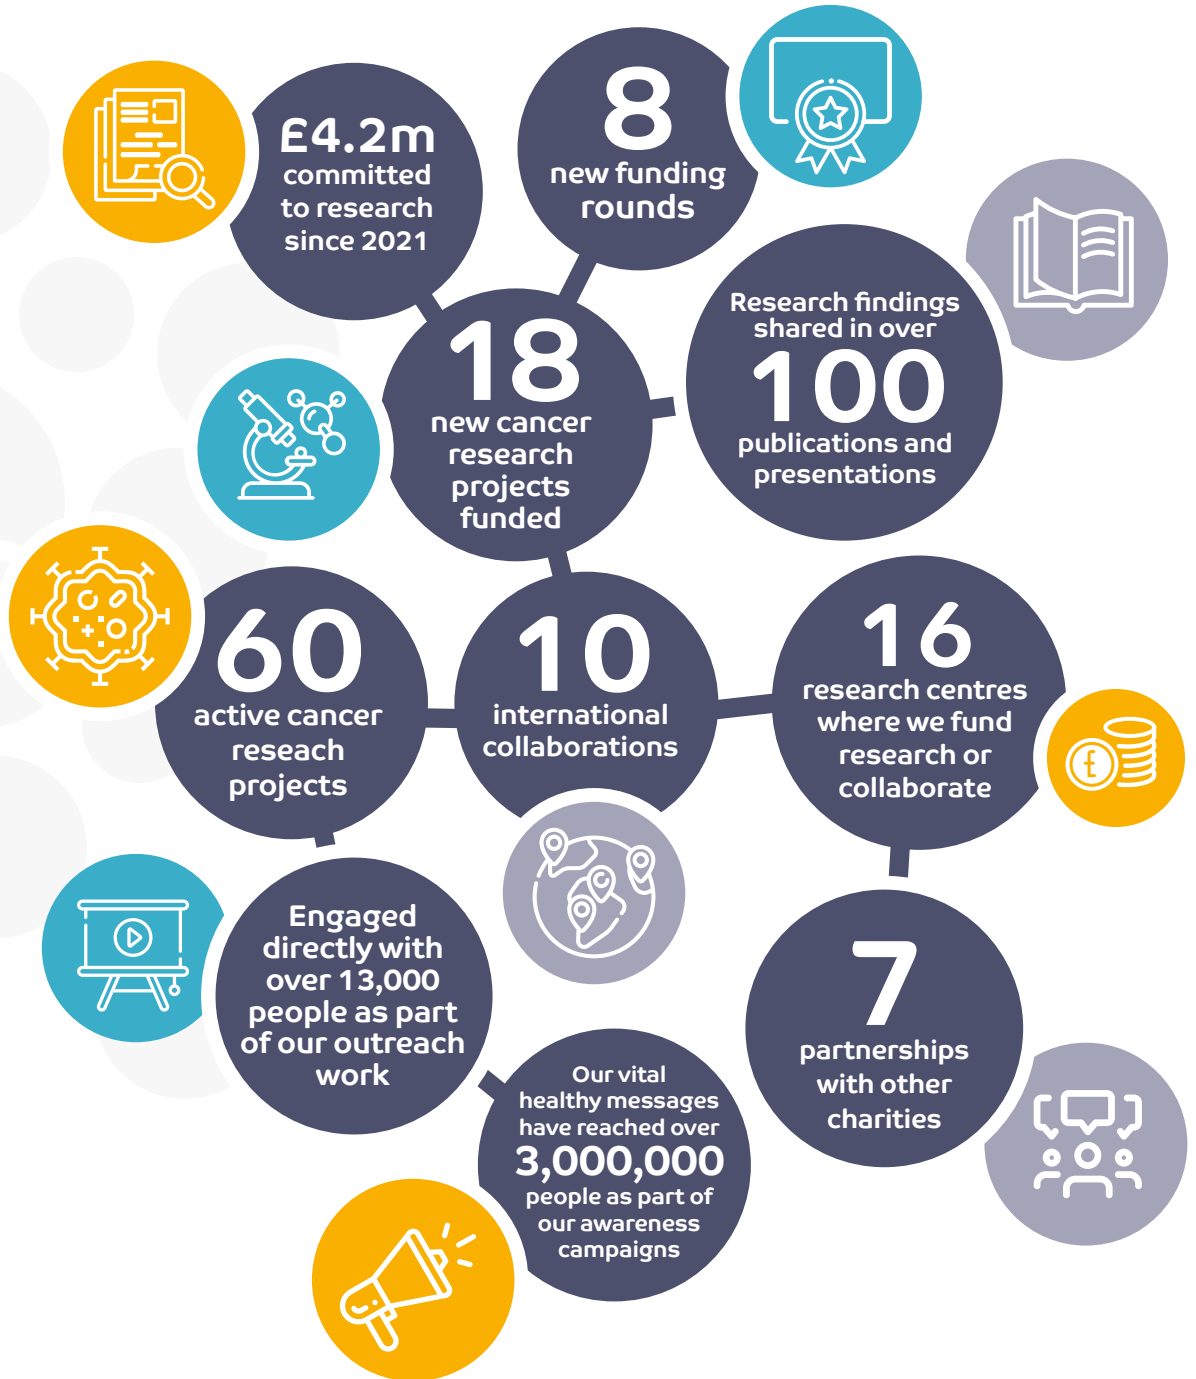 £4.2m
committed
to research
since 2021
8
new funding
rounds
Research findings
shared in over
100
publications and
presentations
18
new cancer
research
projects
funded
60
active cancer
reseach
projects
10
international
collaborations
16
research centres
where we fund
research or
collaborate
£
Engaged
directly with
over 13,000
people as part
of our outreach
work
7
partnerships
with other
charities
Our vital
healthy messages
have reached over
3,000,000
people as part of
our awareness
campaigns